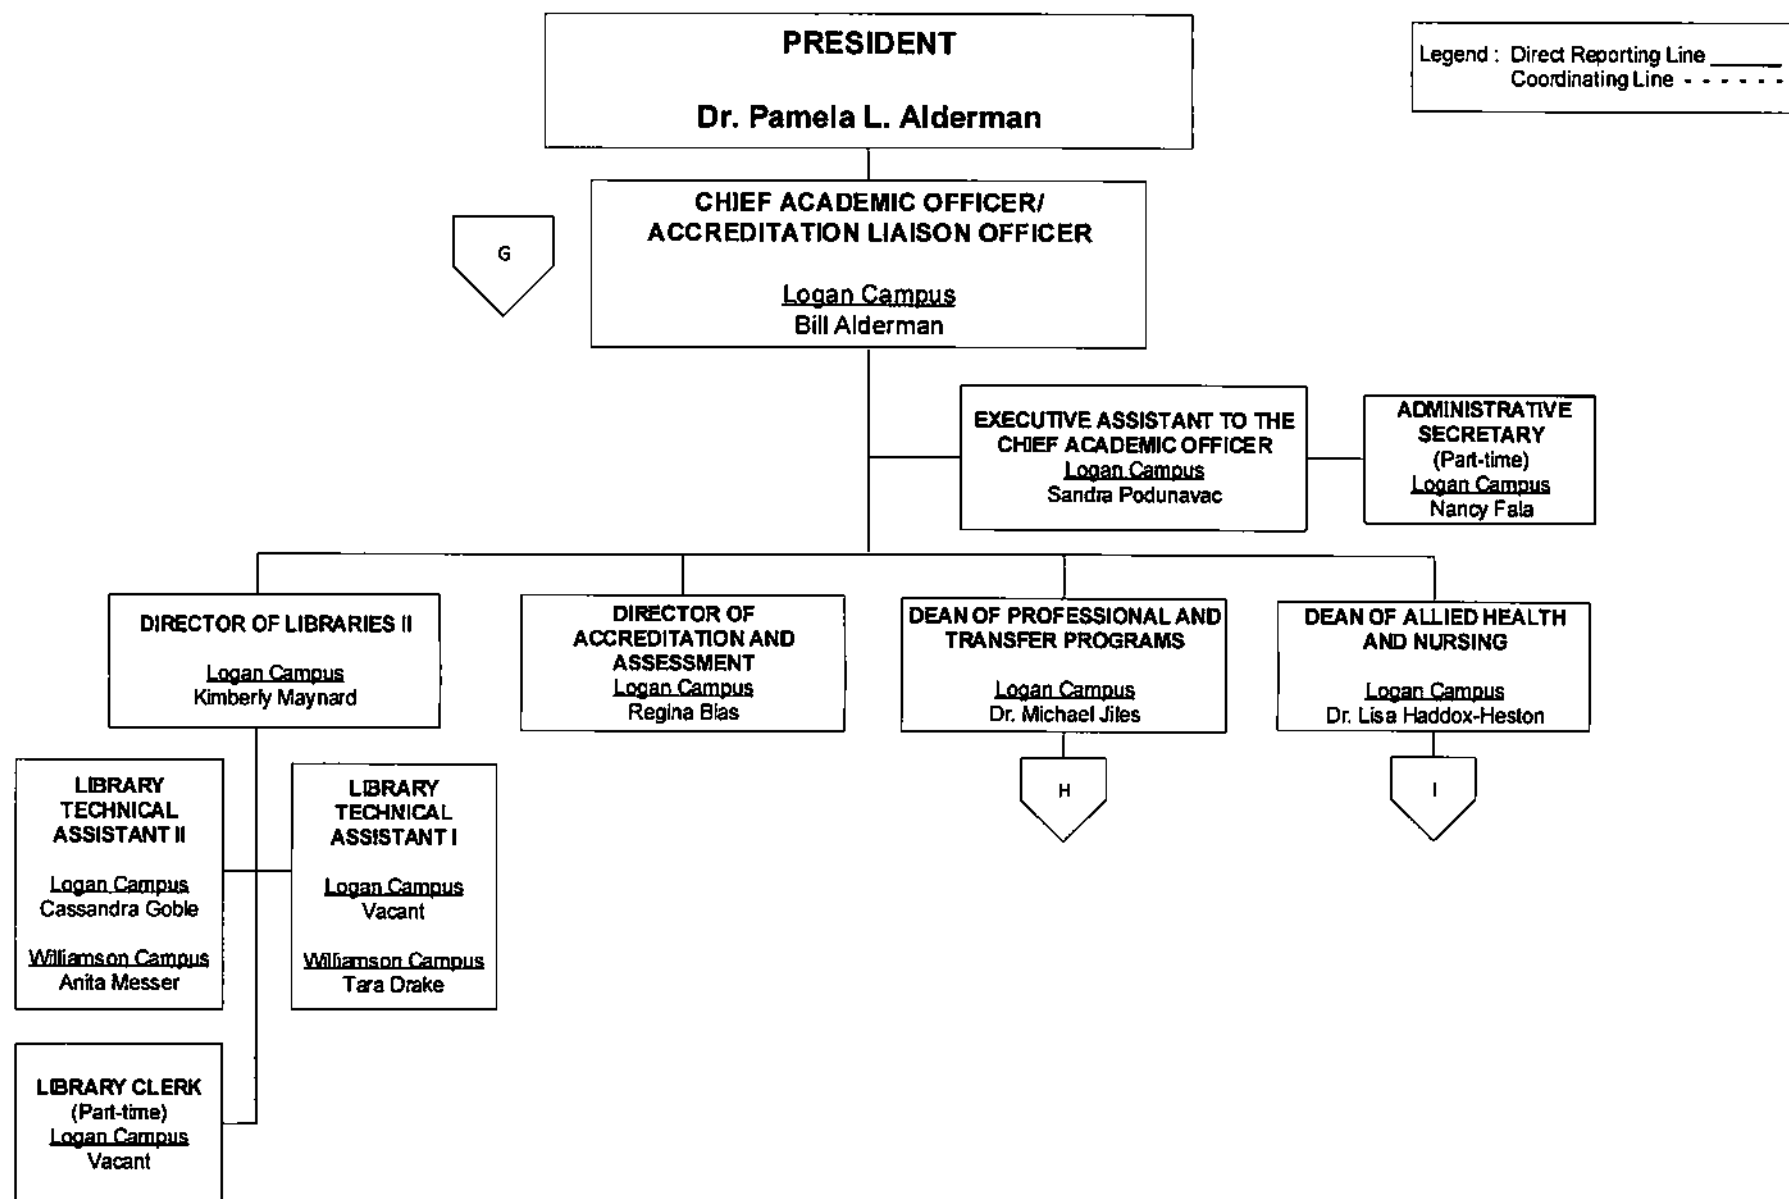 PRESIDENT
Dr. Pamela L. Alderman
Legend : Direct Reporting Line ______
Coordinating Line - - - - - -
G
CHIEF ACADEMIC OFFICER/
ACCREDITATION LIAISON OFFICER
Logan Campus
Bill Alderman
EXECUTIVE ASSISTANT TO THE
CHIEF ACADEMIC OFFICER
Logan Campus
Sandra Podunavac
ADMINISTRATIVE
SECRETARY
(Part-time)
Logan Campus
Nancy Fala
DIRECTOR OF LIBRARIES II
Logan Campus
Kimberly Maynard
DIRECTOR OF
ACCREDITATION AND
ASSESSMENT
Logan Campus
Regina Bias
DEAN OF PROFESSIONAL AND
TRANSFER PROGRAMS
Logan Campus
Dr. Michael Jiles
DEAN OF ALLIED HEALTH
AND NURSING
Logan Campus
Dr. Lisa Haddox-Heston
H
I
LIBRARY
TECHNICAL
ASSISTANT II
Logan Campus
Cassandra Goble
Williamson Campus
Anita Messer
LIBRARY
TECHNICAL
ASSISTANT I
Logan Campus
Vacant
Williamson Campus
Tara Drake
LIBRARY CLERK
(Part-time)
Logan Campus
Vacant